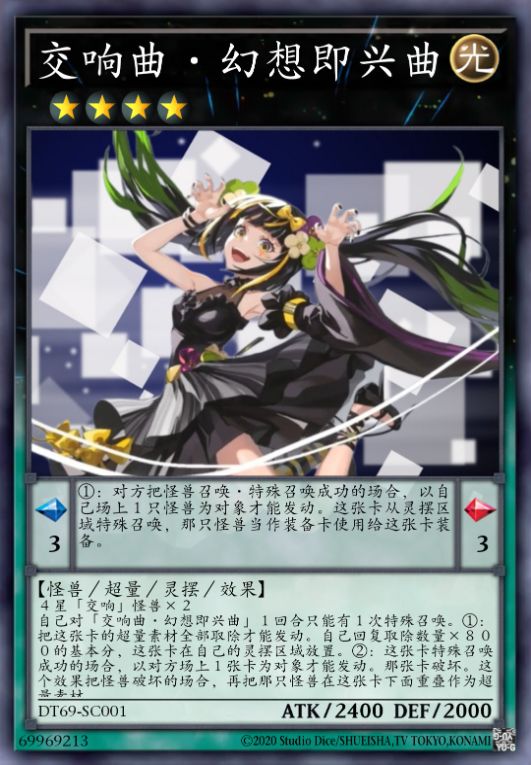 交响曲·幻想即兴曲
光
①：对方把怪兽召唤·特殊召唤成功的场合，以自
己场上1只怪兽为对象才能发动。这张卡从灵摆区
域特殊召唤，那只怪兽当作装备卡使用给这张卡装
备。
3
3
【怪兽／超量／灵摆／效果】
4星「交响」怪兽×2
自己对「交响曲·幻想即兴曲」1回合只能有1次特殊召唤。①：
把这张卡的超量素材全部取除才能发动。自己回复取除数量×８０
０的基本分，这张卡在自己的灵摆区域放置。②：这张卡特殊召唤
成功的场合，以对方场上1张卡为对象才能发动。那张卡破坏。这
个效果把怪兽破坏的场合，再把那只怪兽在这张卡下面重叠作为超
量素材
DT69-SC001
ATK/2400 DEF/2000
69969213
©2020 Studio Dice/SHUEISHA,TV TOKYO,KONAMI